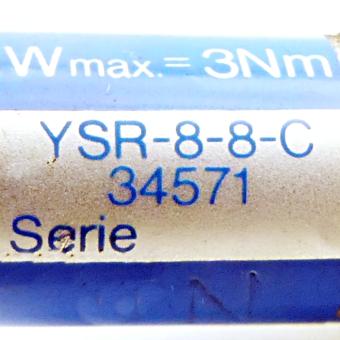 W max. = 3Nm
YSR-8-8-C
34571
Serie
N